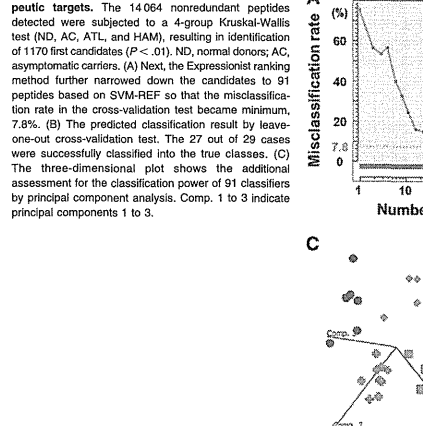 peutic targets. The 14 064 nonredundant peptides
detected were subjected to a 4-group Kruskal-Wallis
test (ND, AC, ATL, and HAM), resulting in identification
of 1170 first candidates (P < .01). ND, normal donors; AC,
asymptomatic carriers. (A) Next, the Expressionist ranking
method further narrowed down the candidates to 91
peptides based on SVM-REF so that the misclassifica-
tion rate in the cross-validation test became minimum,
7.8%. (B) The predicted classification result by leave-
one-out cross-validation test. The 27 out of 29 cases
were successfully classified into the true classes. (C)
The three-dimensional plot shows the additional
assessment for the classification power of 91 classifiers
by principal component analysis. Comp. 1 to 3 indicate
principal components 1 to 3.
Misclassification rate
(%)
60
40
20
7.8
0
1 10
Numbe
C
Comp.
Comp. 2